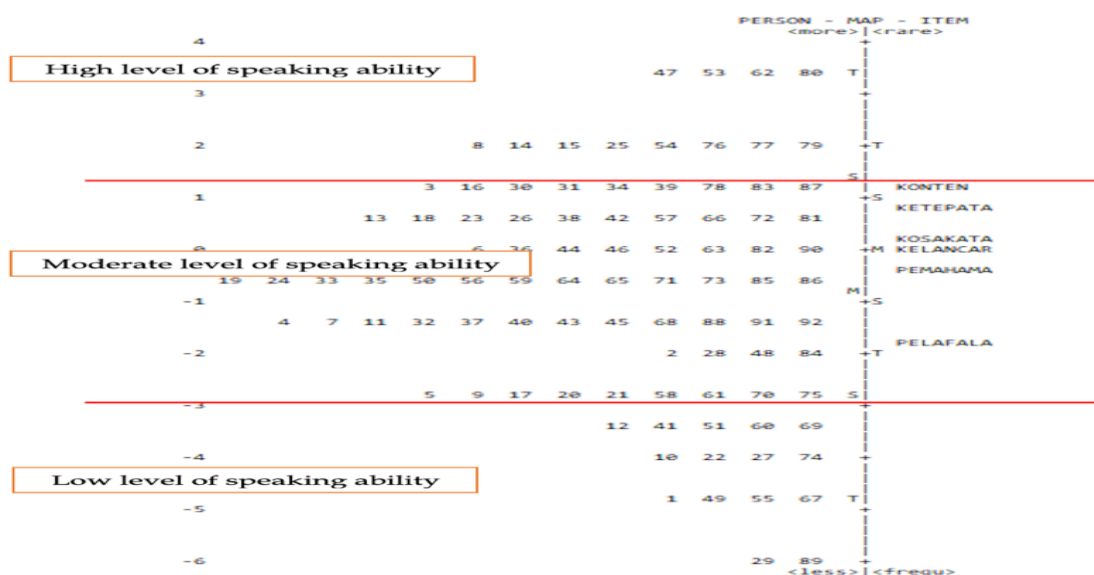 PERSON - MAP - ITEM
<more>|<rare>
4 +
High level of speaking ability
47 53 62 80 T|
3 +
2 8 14 15 25 54 76 77 79 +T
S|
3 16 30 31 34 39 78 83 87 | KONTEN
1 +S
13 18 23 26 38 42 57 66 72 81 | KETEPATA
KOSAKATA
0 6 36 44 46 52 63 82 90 +M KELANCAR
Moderate level of speaking ability
PEMAHAMA
19 24 33 35 50 56 59 64 65 71 73 85 86 |
M|
-1 +S
4 7 11 32 37 40 43 45 68 88 91 92 |
PELAFALA
-2 2 28 48 84 +T
5 9 17 20 21 58 61 70 75 S|
-3 +
12 41 51 60 69 |
-4 10 22 27 74 +
Low level of speaking ability
1 49 55 67 T|
-5 +
-6 29 89 +
<less>|<frequ>